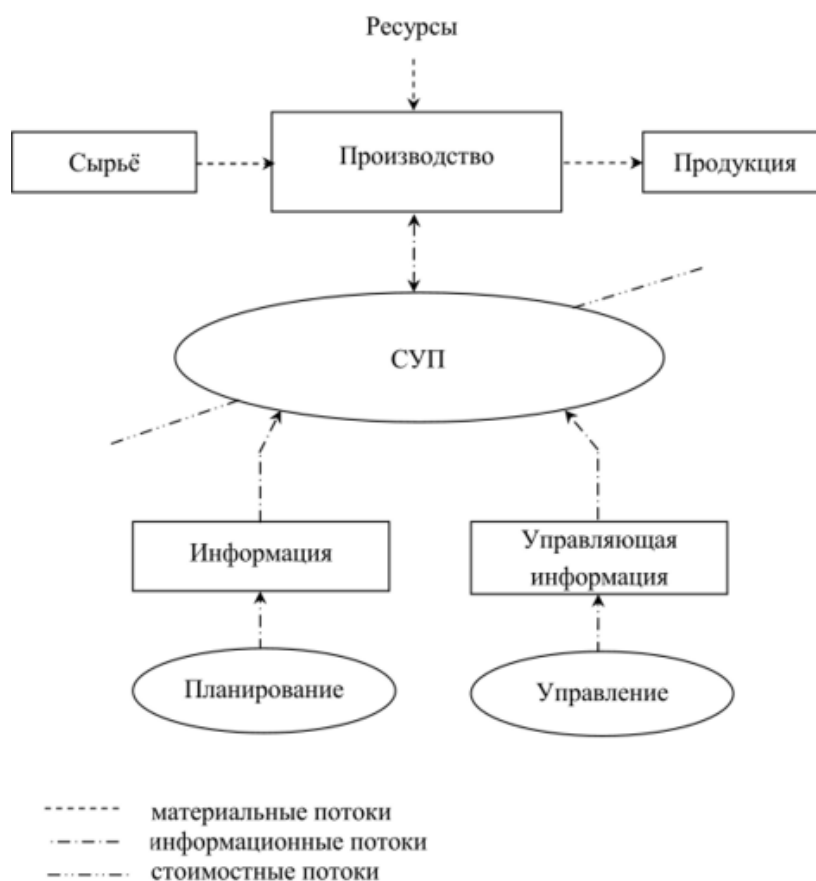 Ресурсы
Сырьё
Производство
Продукция
СУП
Информация
Управляющая
информация
Планирование
Управление
материальные потоки
информационные потоки
стоимостные потоки